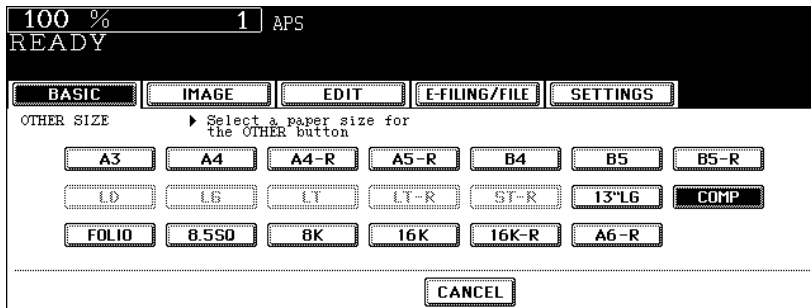 100 % 1 APS
READY
BASIC IMAGE EDIT E-FILING/FILE SETTINGS
OTHER SIZE ▶ Select a paper size for
the OTHER button
A3 A4 A4-R A5-R B4 B5 B5-R
LD LG LT LT-R ST-R 13"LG COMP
FOLIO 8.5SQ 8K 16K 16K-R A6-R
CANCEL